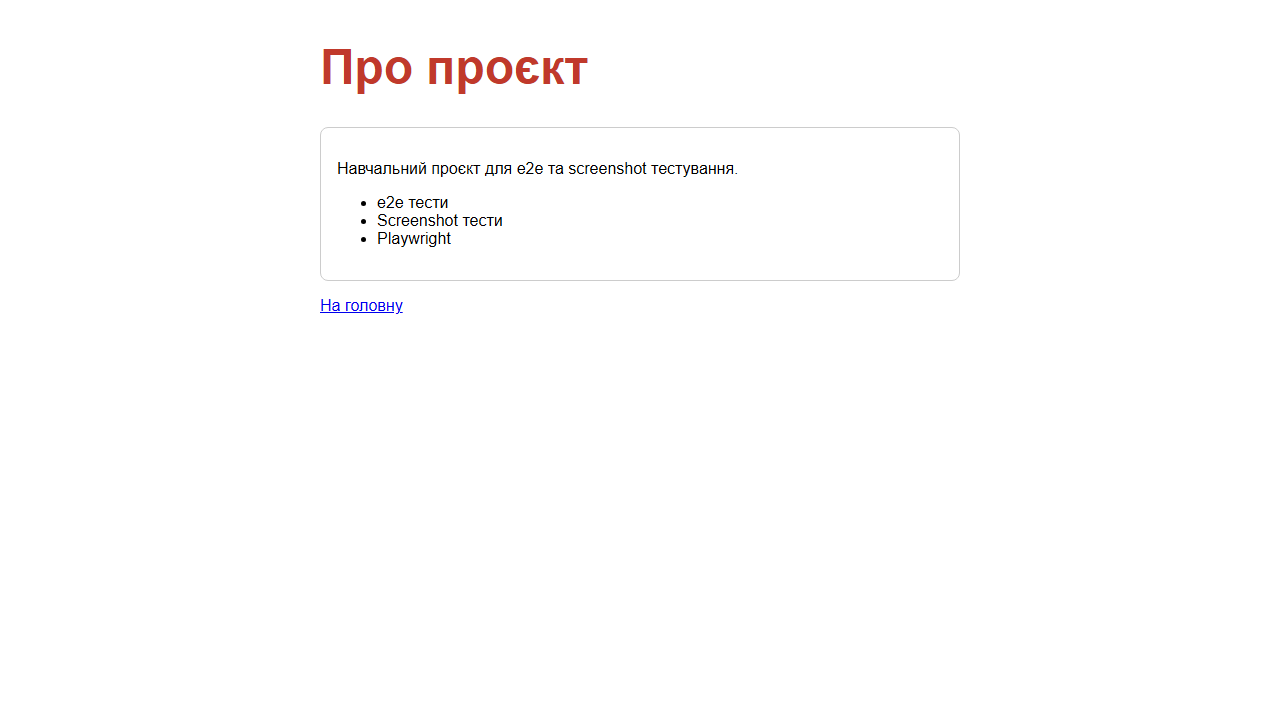 Про проєкт
Навчальний проєкт для e2e та screenshot тестування.
e2e тести
Screenshot тести
Playwright
На головну